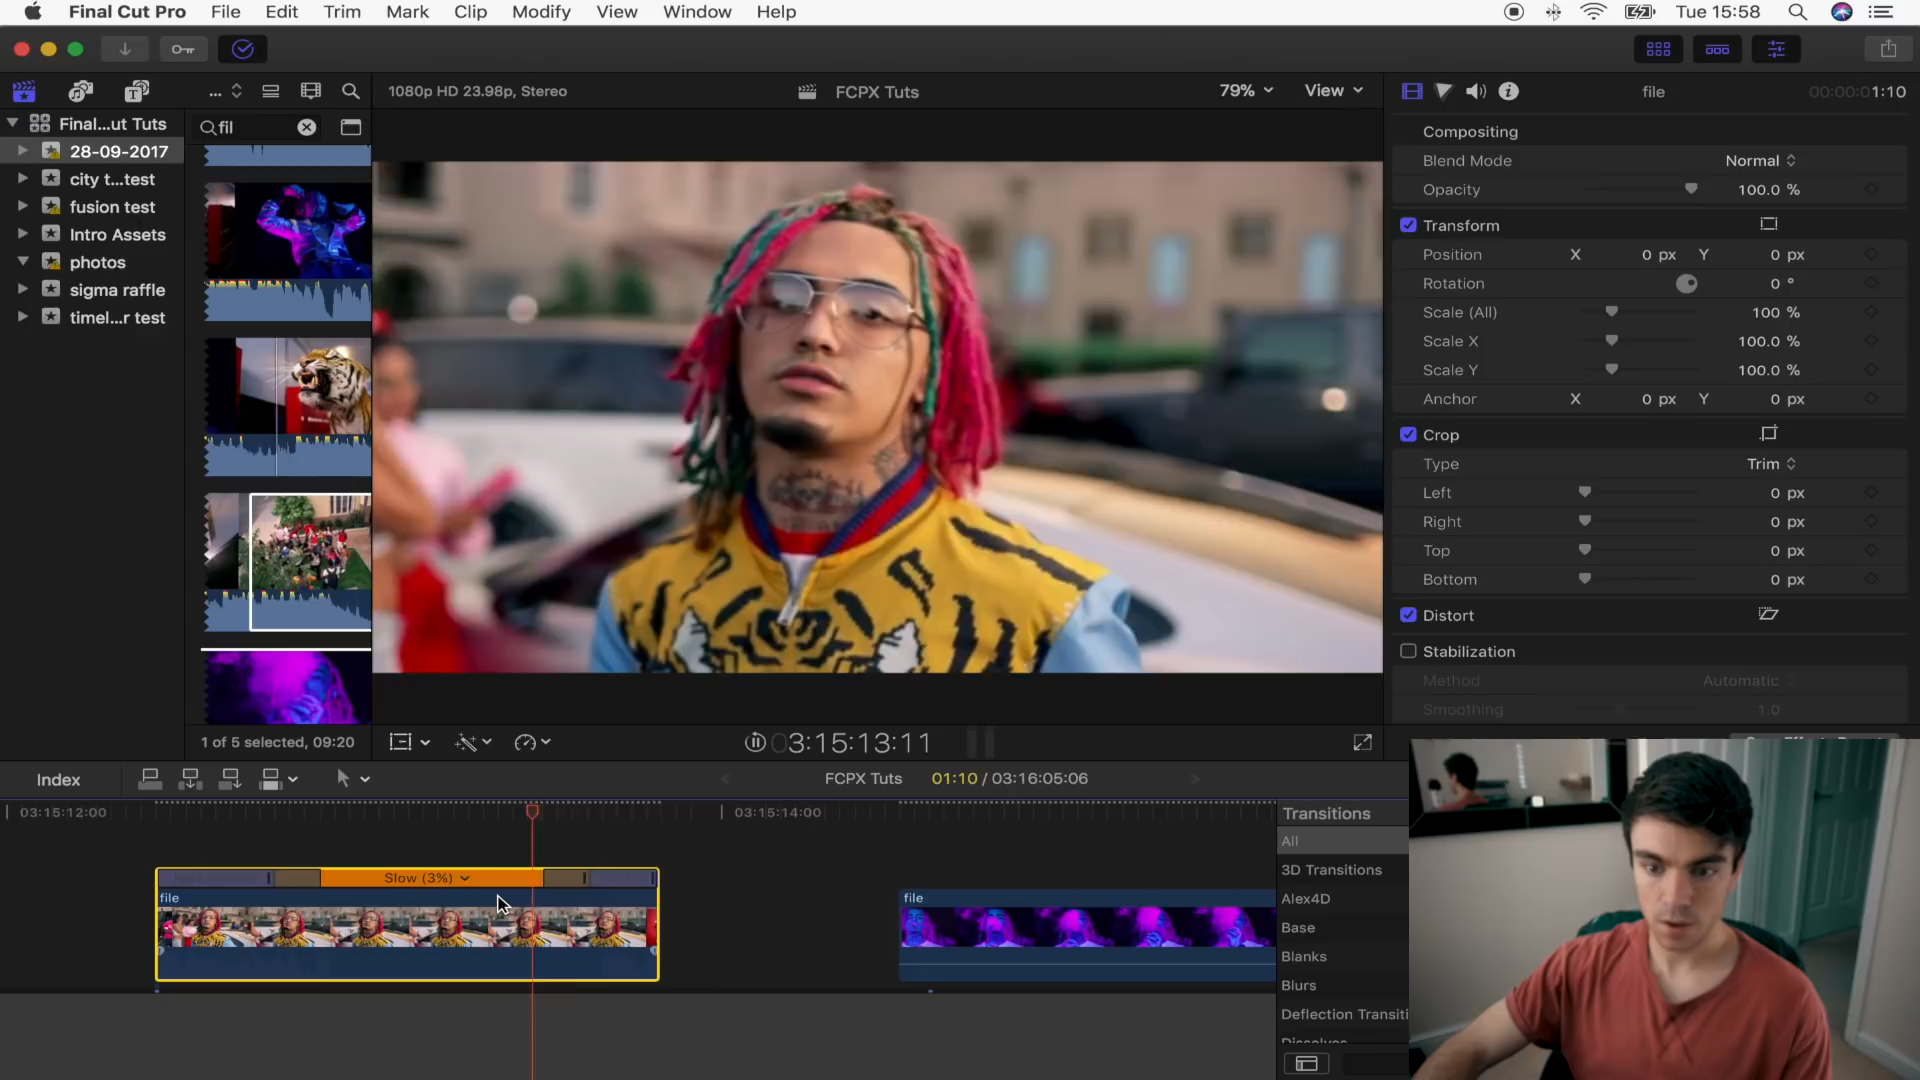 Final Cut Pro File Edit Trim Mark Clip Modify View Window Help Tue 15:58
... fil 1080p HD 23.98p, Stereo FCPX Tuts 79% View file 00:00:01:10
Final...ut Tuts
28-09-2017
city t...test
fusion test
Intro Assets
photos
sigma raffle
timel...r test
1 of 5 selected, 09:20
03:15:13:11
Compositing
Blend Mode Normal
Opacity 100.0 %
Transform
Position X 0 px Y 0 px
Rotation 0 °
Scale (All) 100 %
Scale X 100.0 %
Scale Y 100.0 %
Anchor X 0 px Y 0 px
Crop
Type Trim
Left 0 px
Right 0 px
Top 0 px
Bottom 0 px
Distort
Stabilization
Method Automatic
Smoothing 1.0
Index FCPX Tuts 01:10 / 03:16:05:06
03:15:12:00 03:15:14:00
Slow (3%)
file file
Transitions
All
3D Transitions
Alex4D
Base
Blanks
Blurs
Deflection Transiti
Dissolves